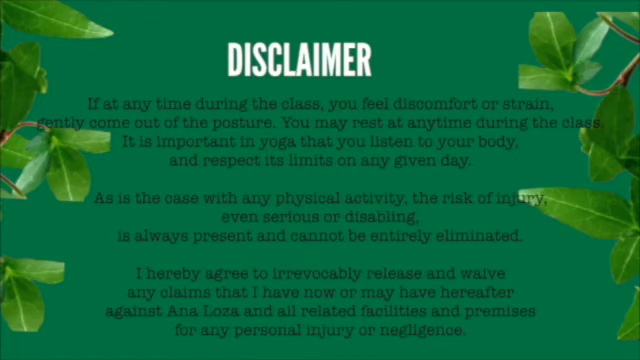 DISCLAIMER
If at any time during the class, you feel discomfort or strain,
gently come out of the posture. You may rest at anytime during the class.
It is important in yoga that you listen to your body,
and respect its limits on any given day.
As is the case with any physical activity, the risk of injury,
even serious or disabling,
is always present and cannot be entirely eliminated.
I hereby agree to irrevocably release and waive
any claims that I have now or may have hereafter
against Ana Loza and all related facilities and premises
for any personal injury or negligence.